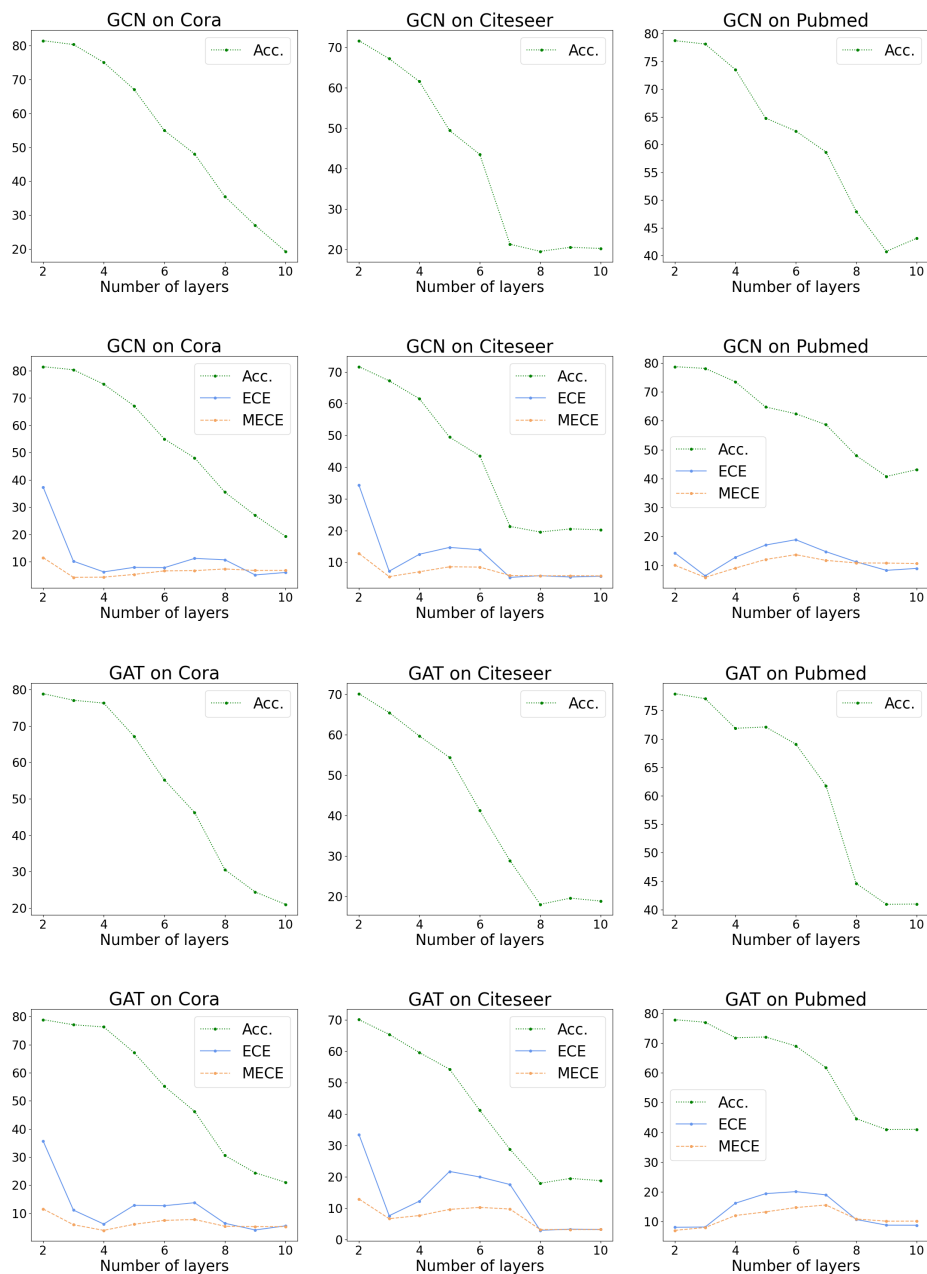 GCN on Cora
80
70
60
50
40
30
20
2 4 6 8 10
Number of layers
Acc.
GCN on Citeseer
70
60
50
40
30
20
2 4 6 8 10
Number of layers
Acc.
GCN on Pubmed
80
75
70
65
60
55
50
45
40
2 4 6 8 10
Number of layers
Acc.
GCN on Cora
80
70
60
50
40
30
20
10
2 4 6 8 10
Number of layers
Acc.
ECE
MECE
GCN on Citeseer
70
60
50
40
30
20
10
2 4 6 8 10
Number of layers
Acc.
ECE
MECE
GCN on Pubmed
80
70
60
50
40
30
20
10
2 4 6 8 10
Number of layers
Acc.
ECE
MECE
GAT on Cora
80
70
60
50
40
30
20
2 4 6 8 10
Number of layers
Acc.
GAT on Citeseer
70
60
50
40
30
20
2 4 6 8 10
Number of layers
Acc.
GAT on Pubmed
75
70
65
60
55
50
45
40
2 4 6 8 10
Number of layers
Acc.
GAT on Cora
80
70
60
50
40
30
20
10
2 4 6 8 10
Number of layers
Acc.
ECE
MECE
GAT on Citeseer
70
60
50
40
30
20
10
0
2 4 6 8 10
Number of layers
Acc.
ECE
MECE
GAT on Pubmed
80
70
60
50
40
30
20
10
2 4 6 8 10
Number of layers
Acc.
ECE
MECE